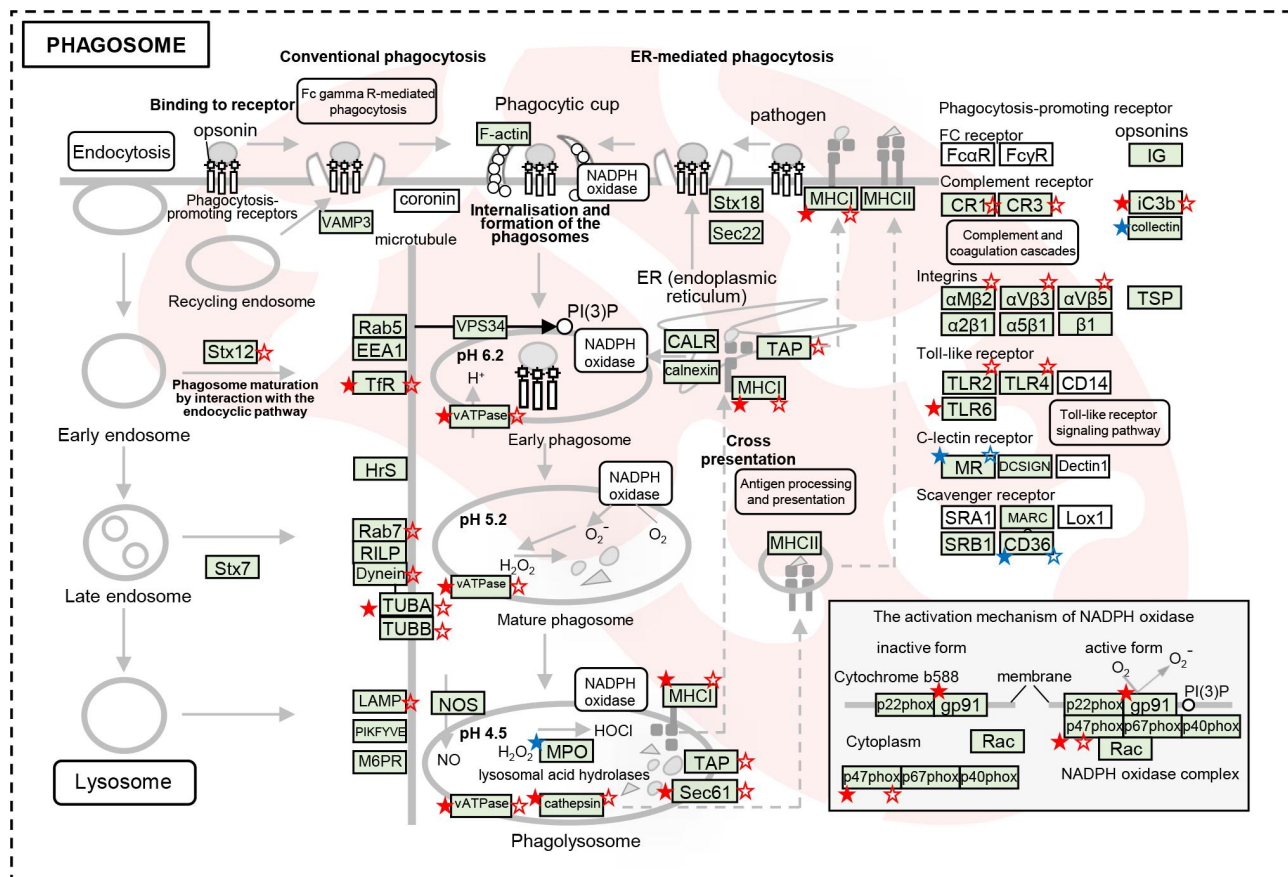 PHAGOSOME
Conventional phagocytosis
ER-mediated phagocytosis
Binding to receptor
Fc gamma R-mediated
phagocytosis
Phagocytic cup
pathogen
Phagocytosis-promoting receptor
opsonin
F-actin
FC receptor
opsonins
Endocytosis
FcαR
FcγR
IG
NADPH
oxidase
Phagocytosis-
promoting receptors
coronin
VAMP3
Internalisation and
formation of the
phagosomes
Stx18
Sec22
MHCI
MHCII
Complement receptor
CR1
CR3
iC3b
collectin
Complement and
coagulation cascades
microtubule
Recycling endosome
ER (endoplasmic
reticulum)
Integrins
αMβ2
αVβ3
αVβ5
TSP
α2β1
α5β1
β1
Rab5
EEA1
VPS34
PI(3)P
NADPH
oxidase
pH 6.2
H+
CALR
calnexin
TAP
MHCI
Stx12
Phagosome maturation
by interaction with the
endocyclic pathway
TfR
vATPase
Toll-like receptor
TLR2
TLR4
CD14
TLR6
Toll-like receptor
signaling pathway
Early endosome
Early phagosome
Cross
presentation
C-lectin receptor
MR
DCSIGN
Dectin1
HrS
NADPH
oxidase
Antigen processing
and presentation
Scavenger receptor
SRA1
MARC
Lox1
SRB1
CD36
pH 5.2
O2-
O2
H2O2
Rab7
RILP
Dynein
TUBA
TUBB
vATPase
MHCII
Stx7
Late endosome
Mature phagosome
The activation mechanism of NADPH oxidase
inactive form
active form
O2
O2-
Cytochrome b588
membrane
PI(3)P
p22phox
gp91
p22phox
gp91
p47phox
p67phox
p40phox
Cytoplasm
Rac
Rac
p47phox
p67phox
p40phox
NADPH oxidase complex
LAMP
PIKFYVE
M6PR
NOS
NO
NADPH
oxidase
MHCI
pH 4.5
HOCI
H2O2
MPO
lysosomal acid hydrolases
TAP
Sec61
vATPase
cathepsin
Lysosome
Phagolysosome